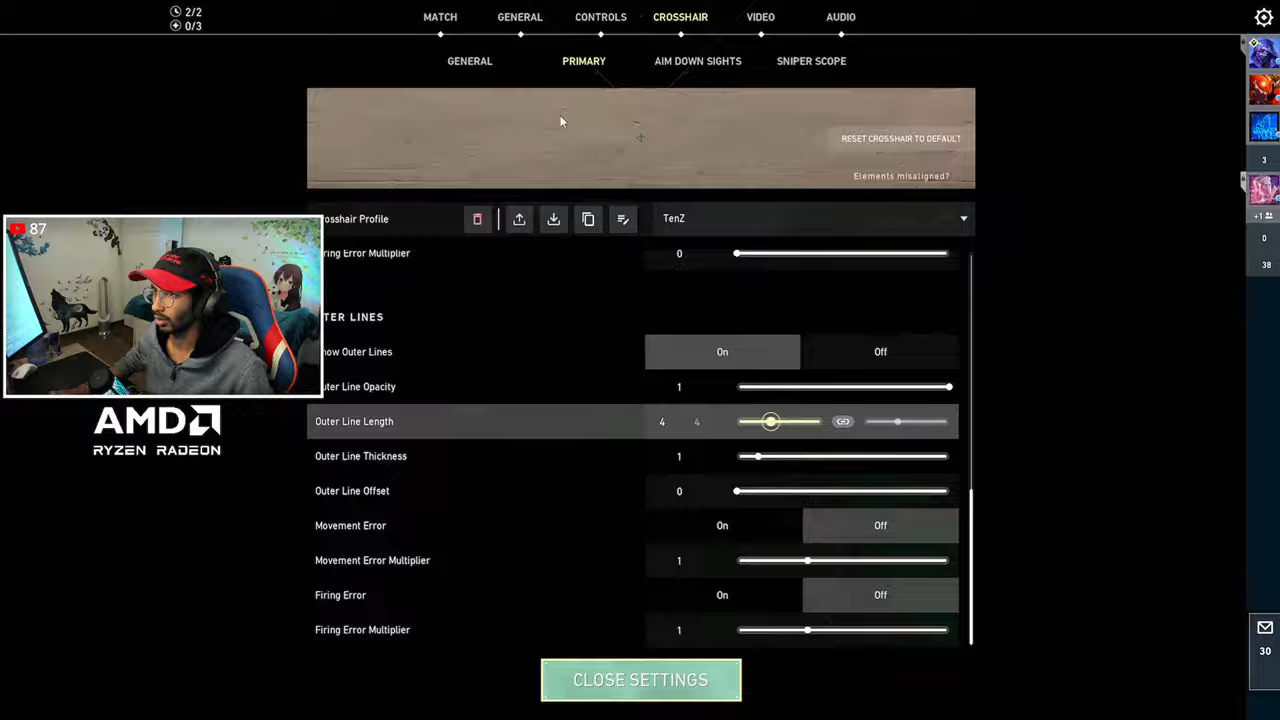 2/2
0/3
MATCH
GENERAL
CONTROLS
CROSSHAIR
VIDEO
AUDIO
GENERAL
PRIMARY
AIM DOWN SIGHTS
SNIPER SCOPE
RESET CROSSHAIR TO DEFAULT
Elements misaligned?
3
+1
0
38
87
rosshair Profile
TenZ
ring Error Multiplier 0
TER LINES
how Outer Lines On Off
uter Line Opacity 1
Outer Line Length 4 4
Outer Line Thickness 1
Outer Line Offset 0
Movement Error On Off
Movement Error Multiplier 1
Firing Error On Off
Firing Error Multiplier 1
AMD
RYZEN RADEON
CLOSE SETTINGS
30